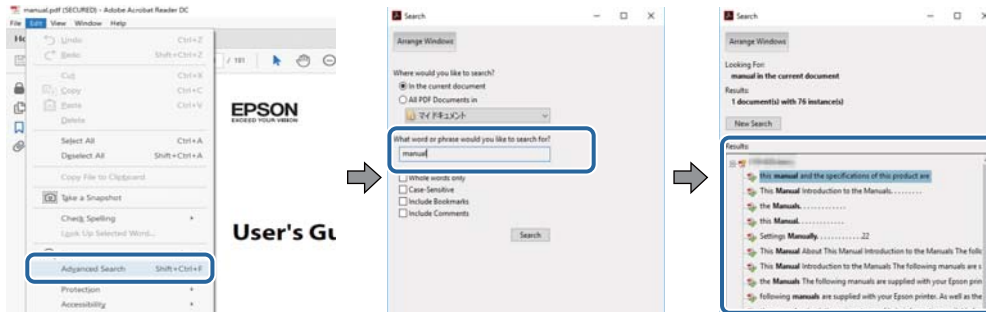 manual.pdf (SECURED) - Adobe Acrobat Reader DC
File Edit View Window Help
Undo Ctrl+Z
Redo Shift+Ctrl+Z
Cut Ctrl+X
Copy Ctrl+C
Paste Ctrl+V
Delete
Select All Ctrl+A
Deselect All Shift+Ctrl+A
Copy File to Clipboard
Take a Snapshot
Check Spelling
Look Up Selected Word...
Advanced Search Shift+Ctrl+F
Protection
Accessibility
/ 181
EPSON
EXCEED YOUR VISION
User's Gu
Search
Arrange Windows
Where would you like to search?
In the current document
All PDF Documents in
マイ ドキュメント
What word or phrase would you like to search for?
manual
Whole words only
Case-Sensitive
Include Bookmarks
Include Comments
Search
Search
Arrange Windows
Looking For:
manual in the current document
Results:
1 document(s) with 76 instance(s)
New Search
Results:
this manual and the specifications of this product are
This Manual Introduction to the Manuals. . . . . . . . .
the Manuals. . . . . . . . . . . . .
this Manual. . . . . . . . . . . . .
Settings Manually. . . . . . . . . . . . 22
This Manual About This Manual Introduction to the Manuals The follo
This Manual Introduction to the Manuals The following manuals are s
the Manuals The following manuals are supplied with your Epson prin
following manuals are supplied with your Epson printer. As well as the